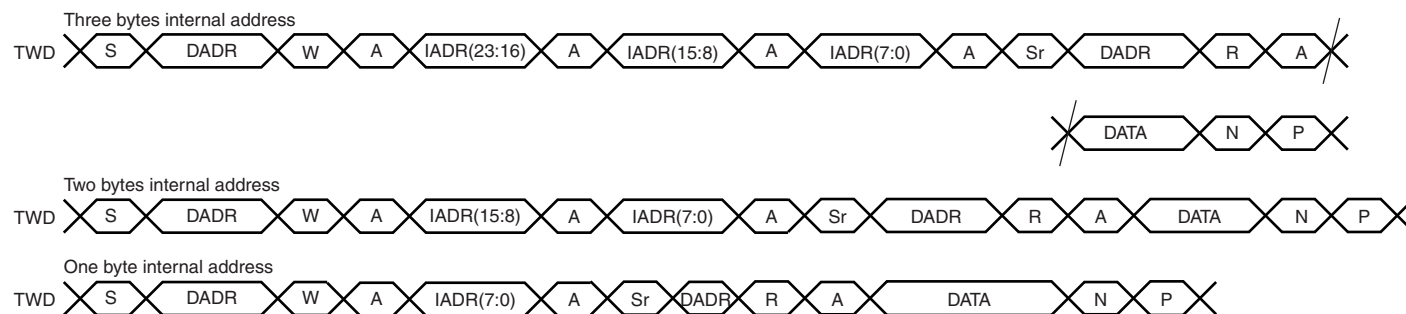 Three bytes internal address
TWD S DADR W A IADR(23:16) A IADR(15:8) A IADR(7:0) A Sr DADR R A
DATA N P
Two bytes internal address
TWD S DADR W A IADR(15:8) A IADR(7:0) A Sr DADR R A DATA N P
One byte internal address
TWD S DADR W A IADR(7:0) A Sr DADR R A DATA N P